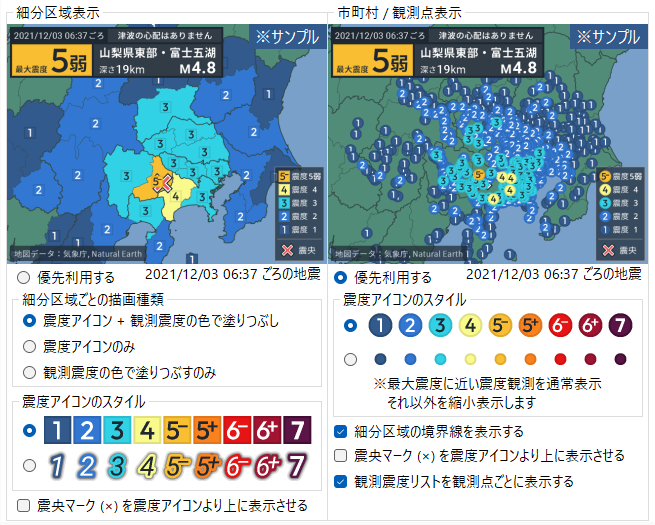 細分区域表示
2021/12/03 06:37ごろ 津波の心配はありません
※サンプル
最大震度 5弱
山梨県東部・富士五湖
深さ19km M4.8
5- 震度5弱
4 震度 4
3 震度 3
2 震度 2
1 震度 1
震央
地図データ：気象庁, Natural Earth
優先利用する 2021/12/03 06:37 ごろの地震
細分区域ごとの描画種類
震度アイコン + 観測震度の色で塗りつぶし
震度アイコンのみ
観測震度の色で塗りつぶすのみ
震度アイコンのスタイル
1 2 3 4 5- 5+ 6- 6+ 7
1 2 3 4 5- 5+ 6- 6+ 7
震央マーク (×) を震度アイコンより上に表示させる
市町村 / 観測点表示
2021/12/03 06:37ごろ 津波の心配はありません
※サンプル
最大震度 5弱
山梨県東部・富士五湖
深さ19km M4.8
5- 震度5弱
4 震度 4
3 震度 3
2 震度 2
1 震度 1
震央
地図データ：気象庁, Natural Earth
優先利用する 2021/12/03 06:37 ごろの地震
震度アイコンのスタイル
1 2 3 4 5- 5+ 6- 6+ 7
※最大震度に近い震度観測を通常表示
それ以外を縮小表示します
細分区域の境界線を表示する
震央マーク (×) を震度アイコンより上に表示させる
観測震度リストを観測点ごとに表示する